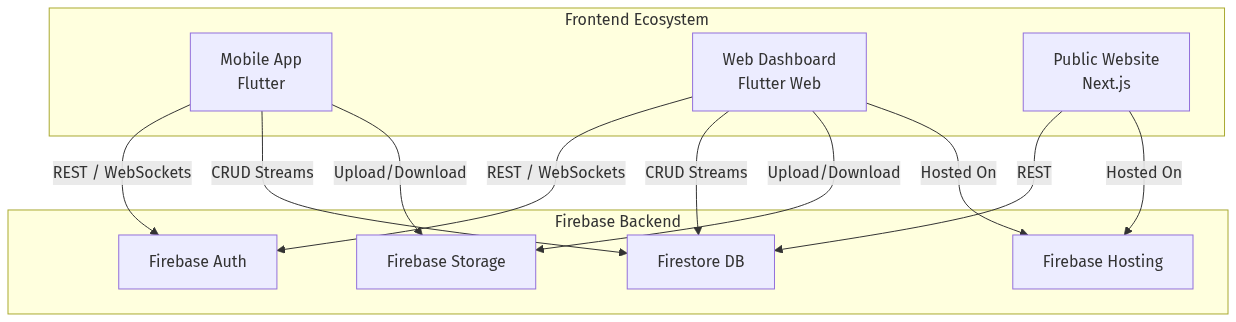 Frontend Ecosystem
Mobile App
Flutter
Web Dashboard
Flutter Web
Public Website
Next.js
REST / WebSockets
CRUD Streams
Upload/Download
REST / WebSockets
CRUD Streams
Upload/Download
Hosted On
REST
Hosted On
Firebase Backend
Firebase Auth
Firebase Storage
Firestore DB
Firebase Hosting